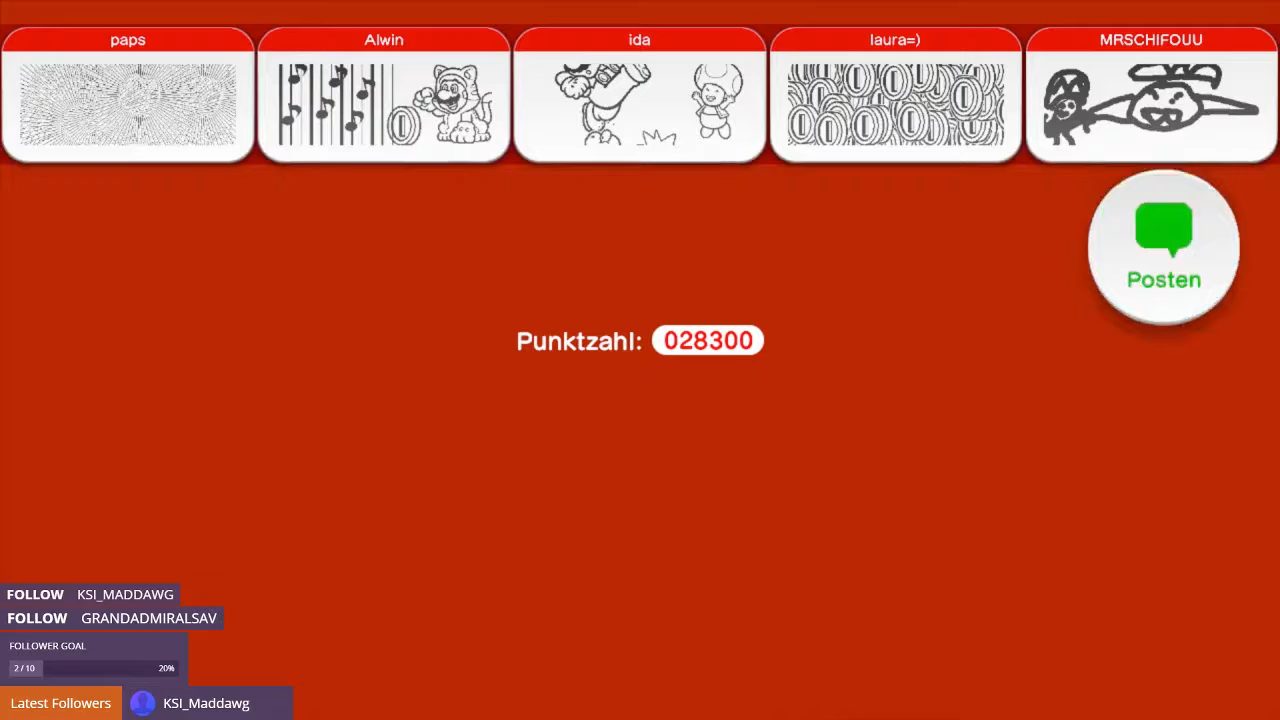 paps
Alwin
ida
laura=)
MRSCHIFOUU
Posten
Punktzahl: 028300
FOLLOW KSI_MADDAWG
FOLLOW GRANDADMIRALSAV
FOLLOWER GOAL
2 / 10 20%
Latest Followers KSI_Maddawg